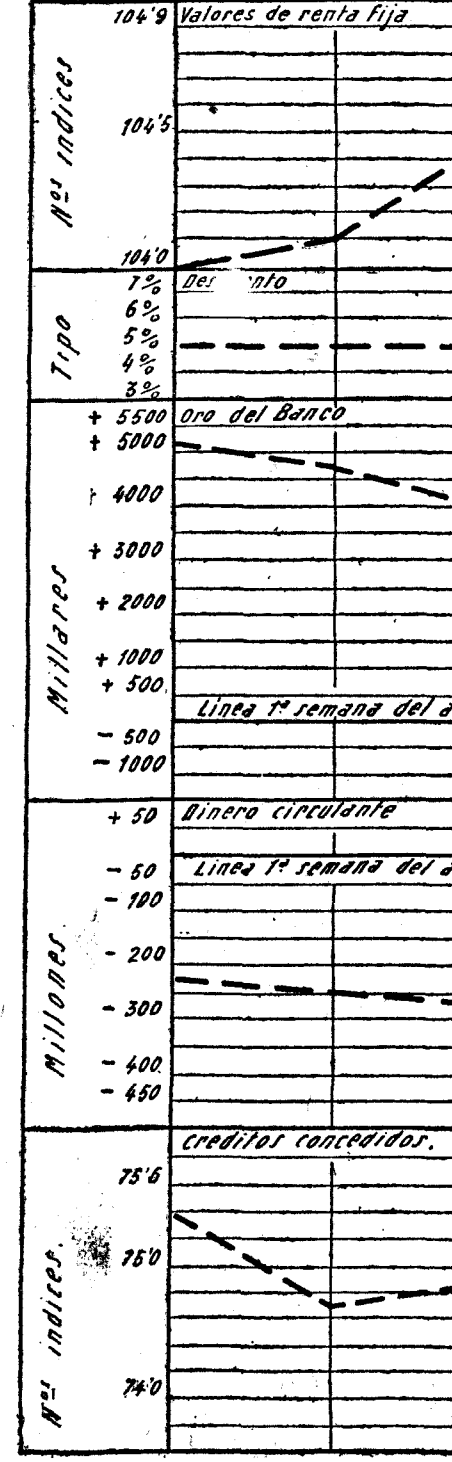 Nºs indices
104'9 Valores de renta fija
104'5
104'0
Tipo
7%
6%
5%
4%
3%
Millares
+ 5500 Oro del Banco
+ 5000
+ 4000
+ 3000
+ 2000
+ 1000
+ 500
Linea 1ª semana del a
- 500
- 1000
Millones.
+ 50 Dinero circulante
- 50 Linea 1ª semana del a
- 100
- 200
- 300
- 400
- 450
Nºs indices.
creditos concedidos.
75'6
75'0
74'0